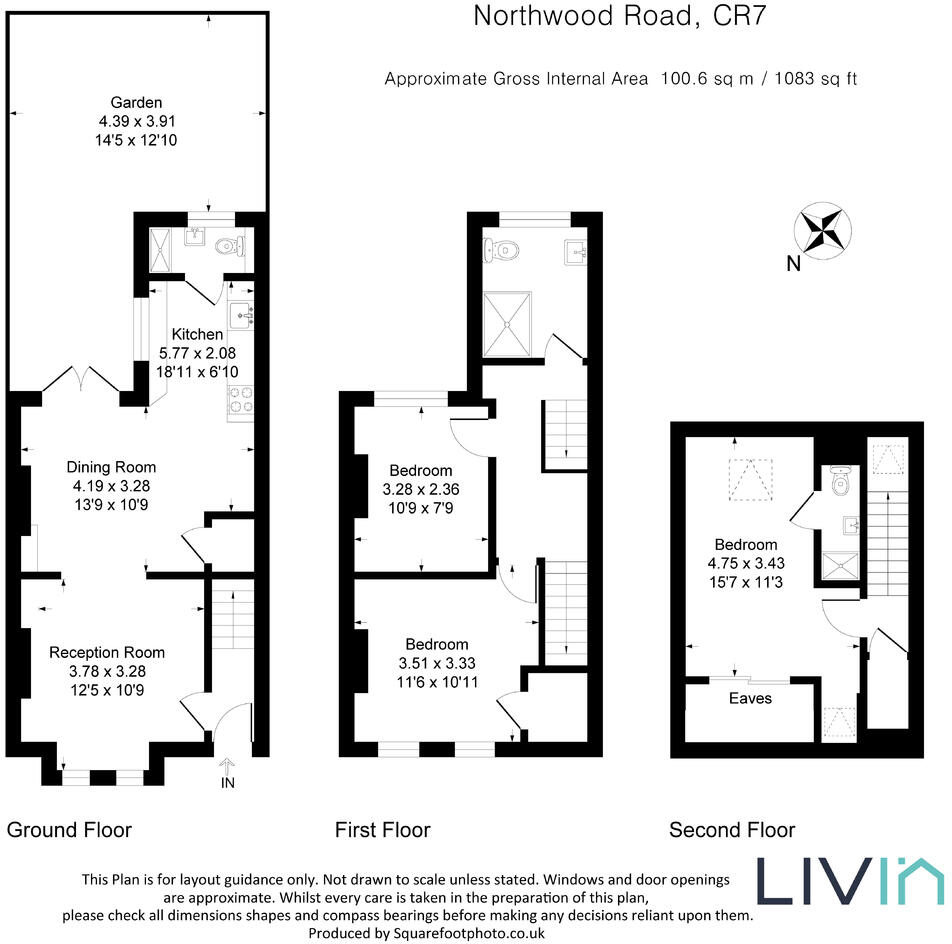 Northwood Road, CR7
Approximate Gross Internal Area 100.6 sq m / 1083 sq ft
Garden
4.39 x 3.91
14'5 x 12'10
N
Kitchen
5.77 x 2.08
18'11 x 6'10
Dining Room
4.19 x 3.28
13'9 x 10'9
Bedroom
3.28 x 2.36
10'9 x 7'9
Bedroom
4.75 x 3.43
15'7 x 11'3
Reception Room
3.78 x 3.28
12'5 x 10'9
Bedroom
3.51 x 3.33
11'6 x 10'11
Eaves
IN
Ground Floor
First Floor
Second Floor
This Plan is for layout guidance only. Not drawn to scale unless stated. Windows and door openings
are approximate. Whilst every care is taken in the preparation of this plan,
please check all dimensions shapes and compass bearings before making any decisions reliant upon them.
Produced by Squarefootphoto.co.uk
LIVIn